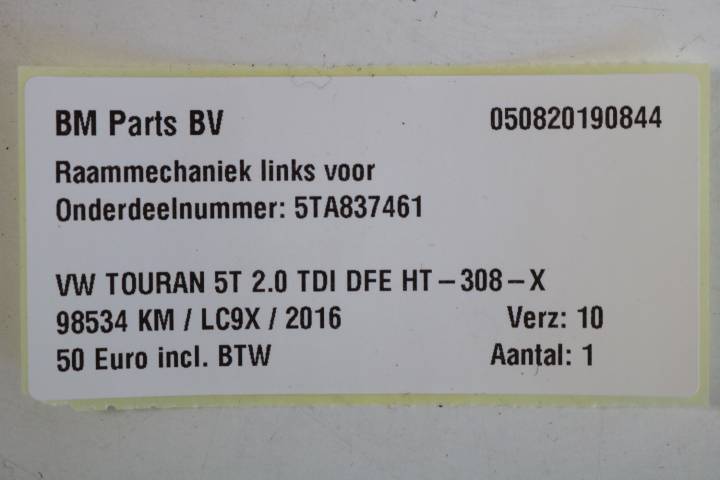 BM Parts BV 050820190844
Raammechaniek links voor
Onderdeelnummer: 5TA837461
VW TOURAN 5T 2.0 TDI DFE HT-308-X
98534 KM / LC9X / 2016 Verz: 10
50 Euro incl. BTW Aantal: 1